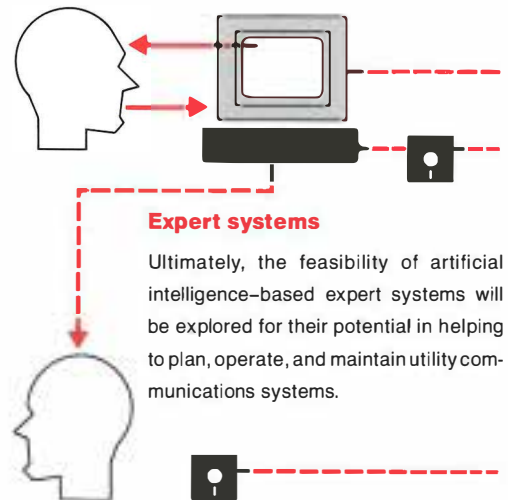 Expert systems
Ultimately, the feasibility of artificial
intelligence–based expert systems will
be explored for their potential in helping
to plan, operate, and maintain utility com-
munications systems.